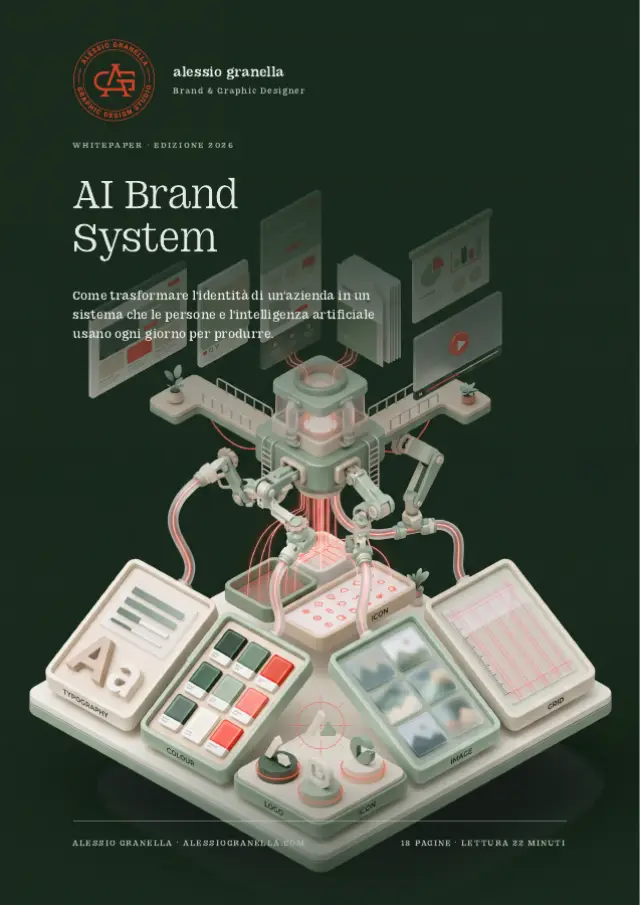 ALESSIO GRANELLA
GRAPHIC DESIGN STUDIO
alessio granella
Brand & Graphic Designer
WHITEPAPER · EDIZIONE 2026
AI Brand
System
Come trasformare l'identità di un'azienda in un
sistema che le persone e l'intelligenza artificiale
usano ogni giorno per produrre.
ICON
Aa
TYPOGRAPHY
COLOUR
LOGO
ICON
IMAGE
GRID
ALESSIO GRANELLA · ALESSIOGRANELLA.COM
18 PAGINE · LETTURA 22 MINUTI